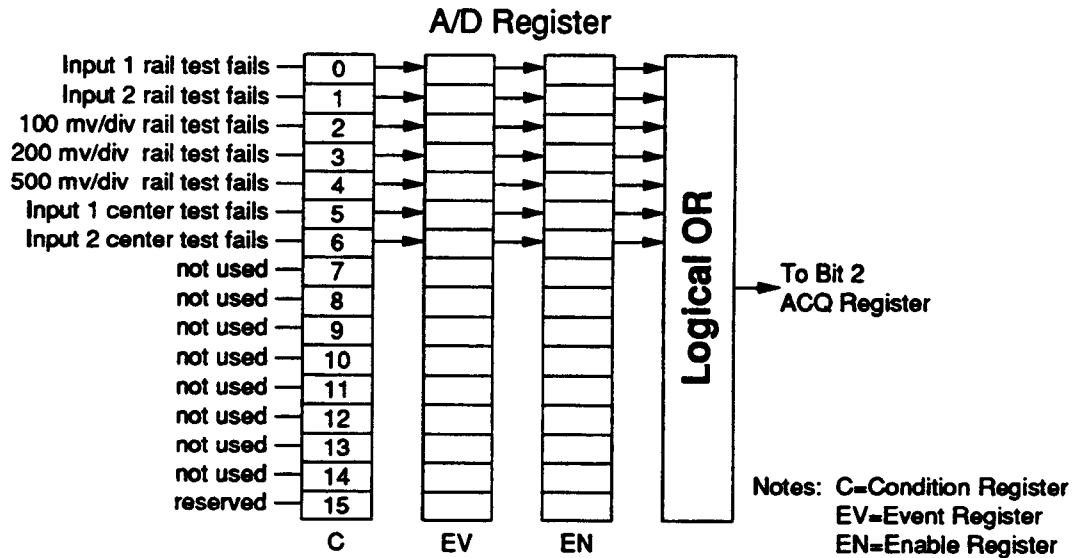 A/D Register
Input 1 rail test fails 0
Input 2 rail test fails 1
100 mv/div rail test fails 2
200 mv/div rail test fails 3
500 mv/div rail test fails 4
Input 1 center test fails 5
Input 2 center test fails 6
not used 7
not used 8
not used 9
not used 10
not used 11
not used 12
not used 13
not used 14
reserved 15
C EV EN
Logical OR
To Bit 2
ACQ Register
Notes: C=Condition Register
EV=Event Register
EN=Enable Register